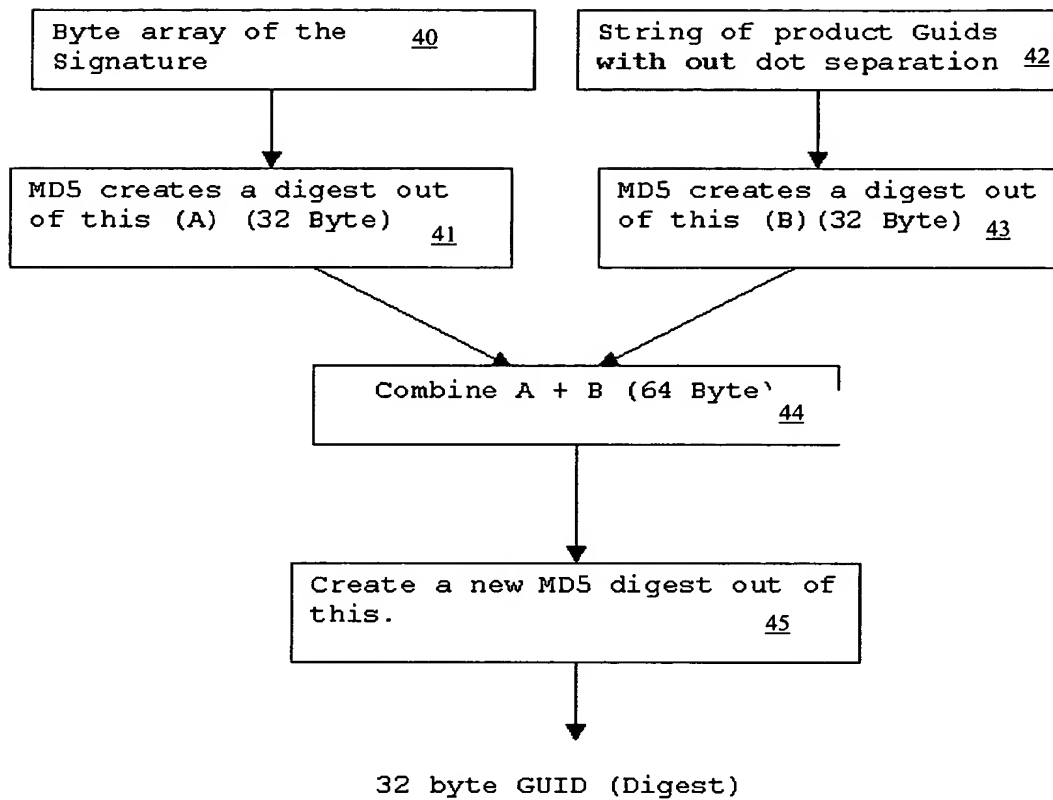 Byte array of the
Signature
40
String of product Guids
with out dot separation
42
MD5 creates a digest out
of this (A) (32 Byte)
41
MD5 creates a digest out
of this (B) (32 Byte)
43
Combine A + B (64 Byte)
44
Create a new MD5 digest out of
this.
45
32 byte GUID (Digest)